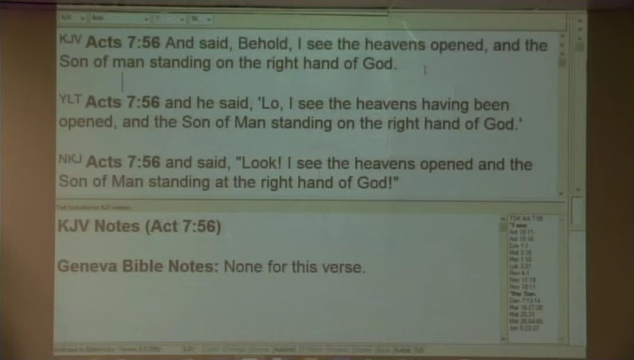 KJV Acts 7:56 And said, Behold, I see the heavens opened, and the
Son of man standing on the right hand of God.
YLT Acts 7:56 and he said, 'Lo, I see the heavens having been
opened, and the Son of Man standing on the right hand of God.'
NKJ Acts 7:56 and said, "Look! I see the heavens opened and the
Son of Man standing at the right hand of God!"
KJV Notes (Act 7:56)
Geneva Bible Notes: None for this verse.